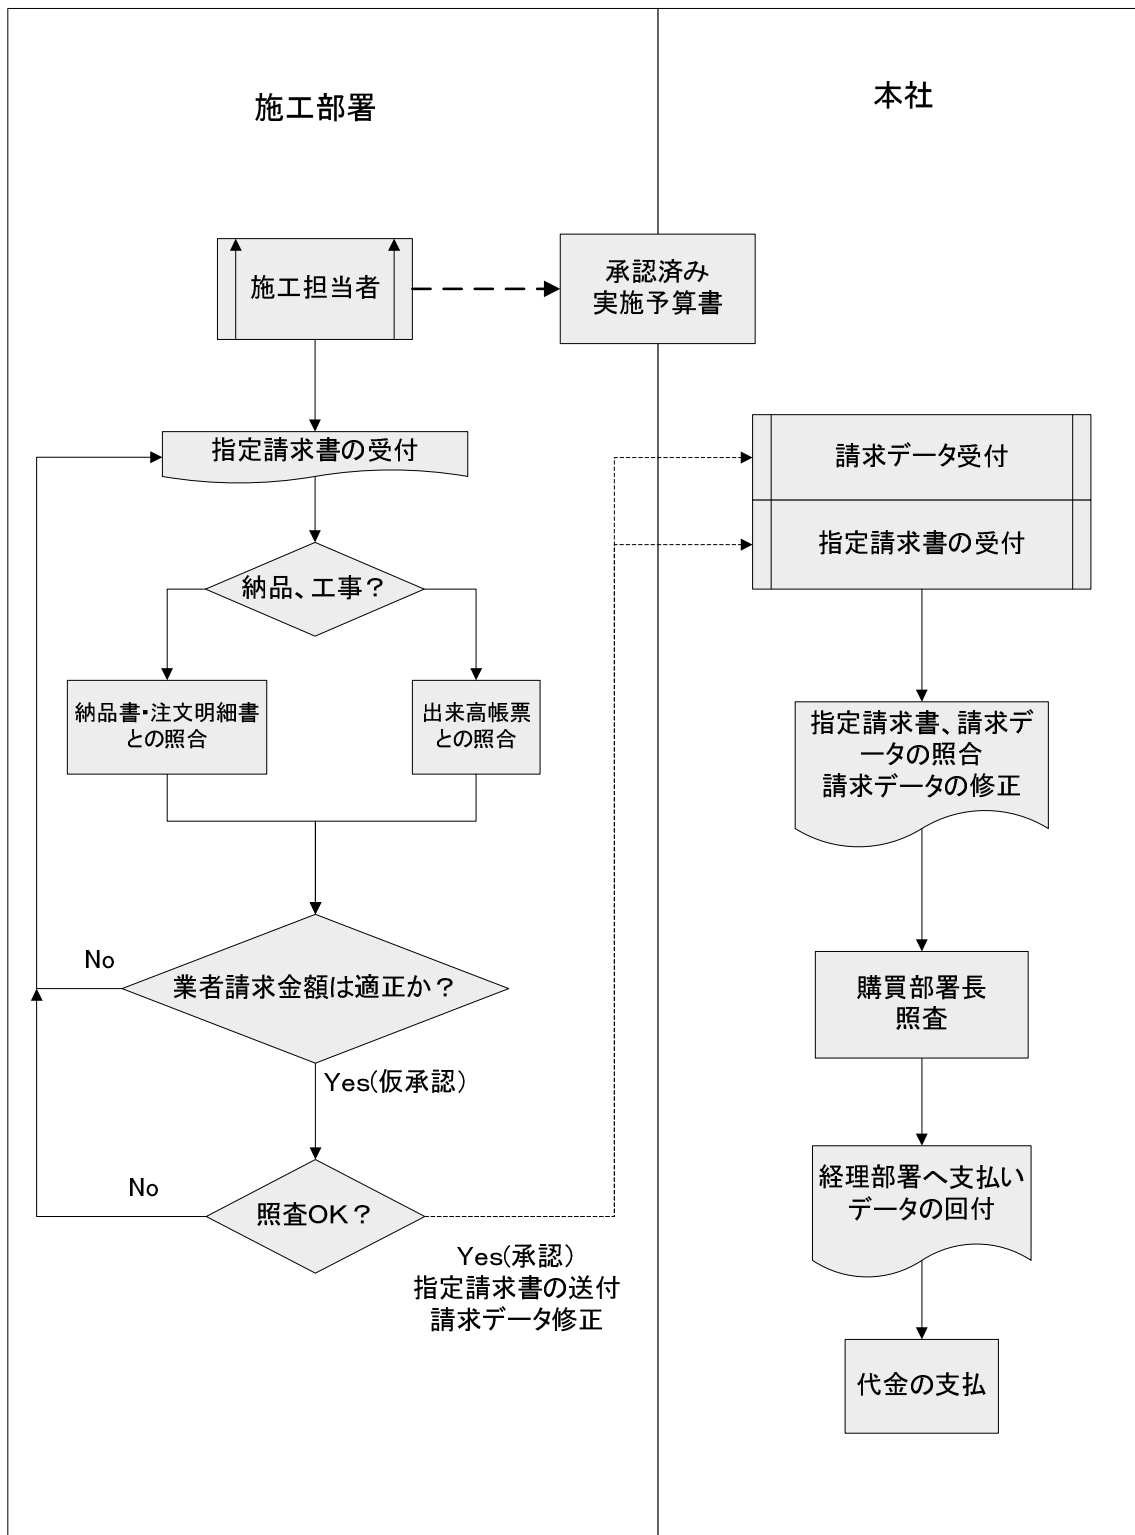 施工部署
本社
施工担当者
承認済み
実施予算書
指定請求書の受付
納品、工事？
納品書・注文明細書
との照合
出来高帳票
との照合
業者請求金額は適正か？
No
Yes(仮承認）
照査OK？
No
Yes(承認）
指定請求書の送付
請求データ修正
請求データ受付
指定請求書の受付
指定請求書、請求デ
ータの照合
請求データの修正
購買部署長
照査
経理部署へ支払い
データの回付
代金の支払